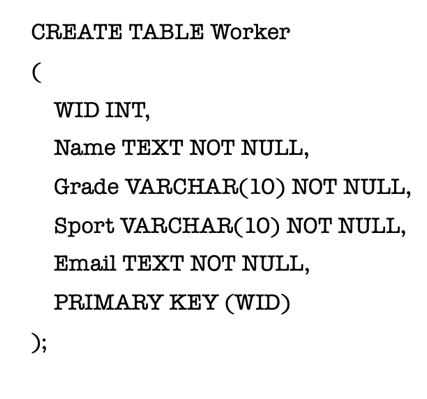 CREATE TABLE Worker
(
WID INT,
Name TEXT NOT NULL,
Grade VARCHAR(10) NOT NULL,
Sport VARCHAR(10) NOT NULL,
Email TEXT NOT NULL,
PRIMARY KEY (WID)
);